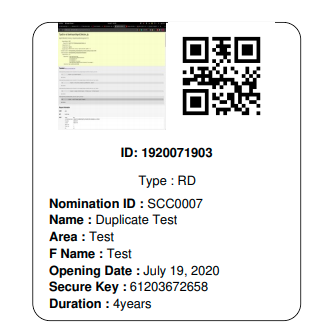 ID: 1920071903
Type : RD
Nomination ID : SCC0007
Name : Duplicate Test
Area : Test
F Name : Test
Opening Date : July 19, 2020
Secure Key : 61203672658
Duration : 4years